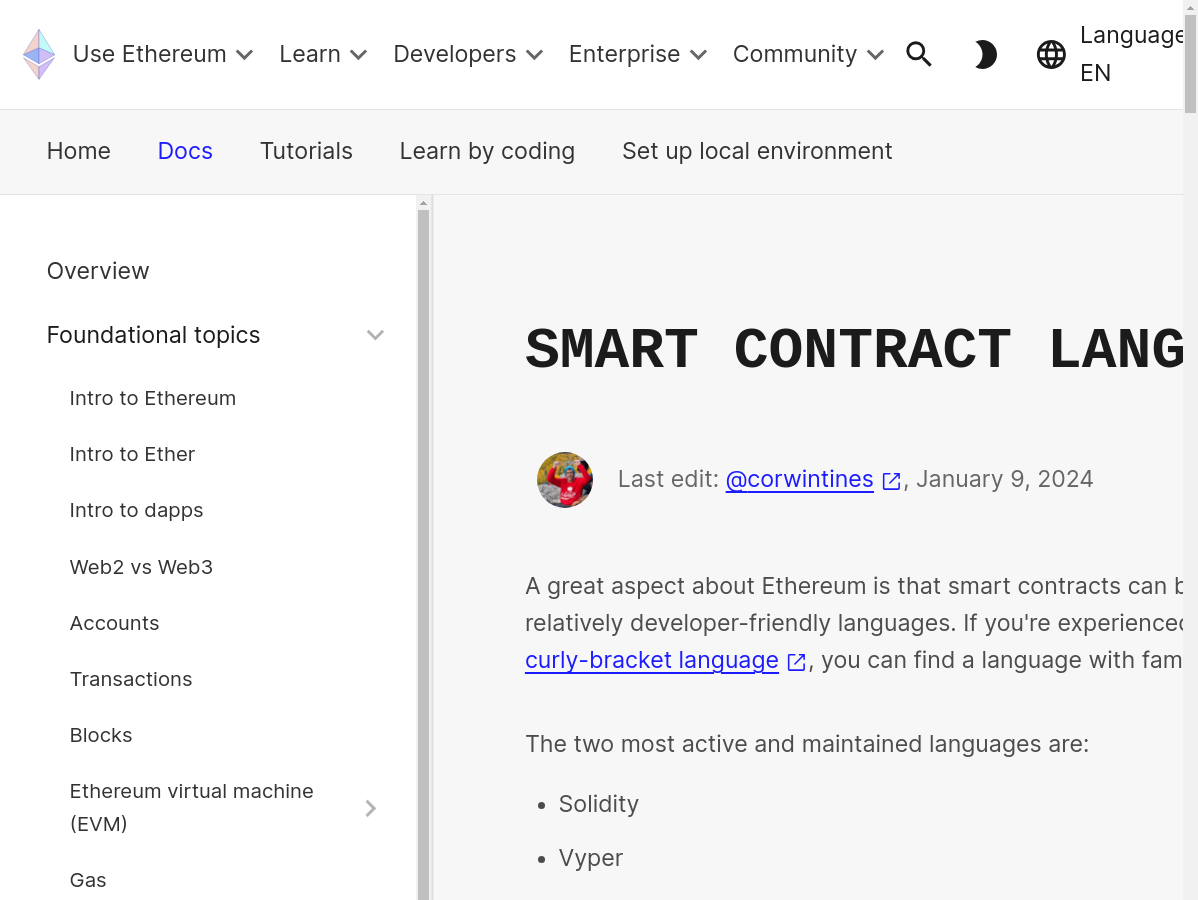 Use Ethereum Learn Developers Enterprise Community Language
EN
Home Docs Tutorials Learn by coding Set up local environment
Overview
Foundational topics
Intro to Ethereum
Intro to Ether
Intro to dapps
Web2 vs Web3
Accounts
Transactions
Blocks
Ethereum virtual machine
(EVM)
Gas
SMART CONTRACT LANG
Last edit: @corwintines, January 9, 2024
A great aspect about Ethereum is that smart contracts can b
relatively developer-friendly languages. If you're experienced
curly-bracket language, you can find a language with fam
The two most active and maintained languages are:
• Solidity
• Vyper